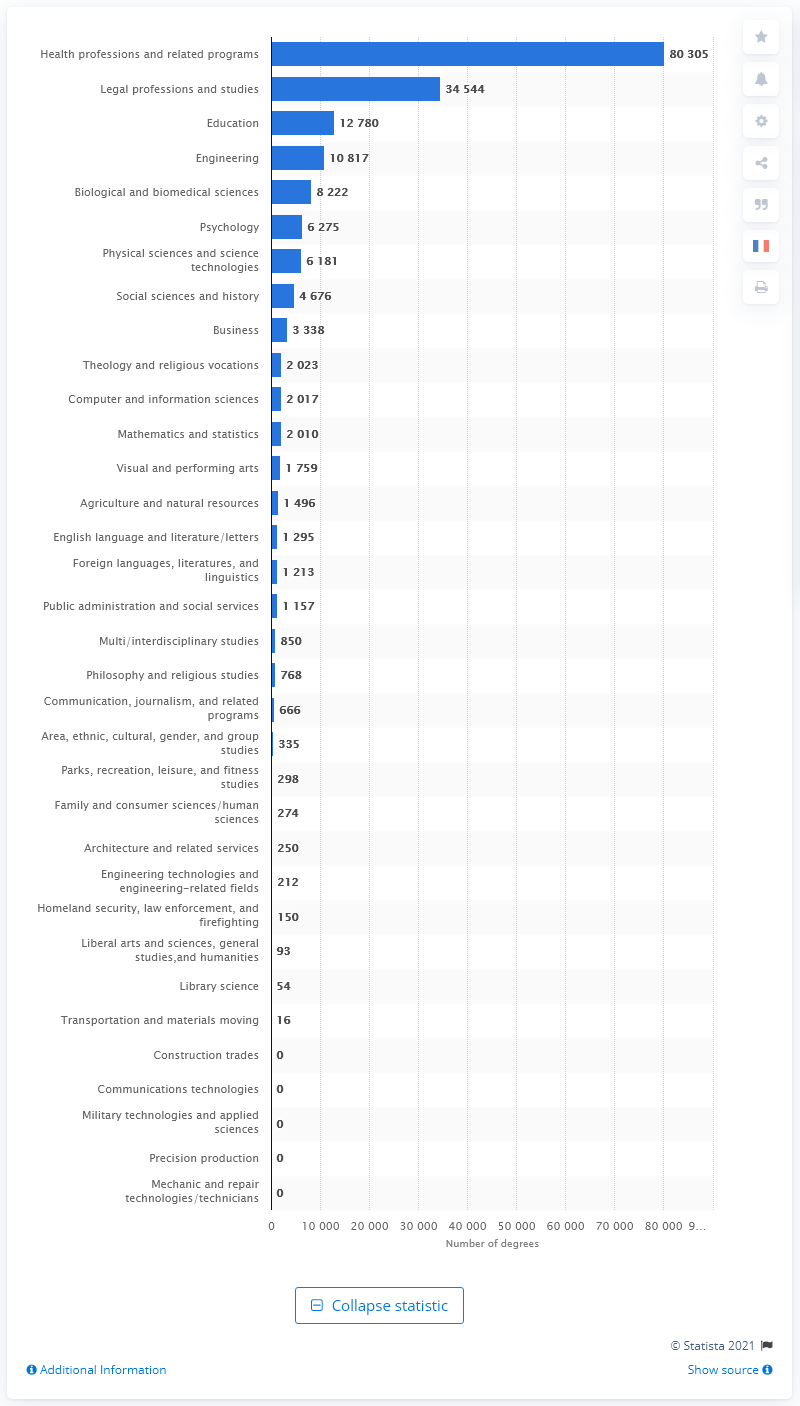 Health professions and related programs 80 305
Legal professions and studies 34 544
Education 12 780
Engineering 10 817
Biological and biomedical sciences 8 222
Psychology 6 275
Physical sciences and science
technologies 6 181
Social sciences and history 4 676
Business 3 338
Theology and religious vocations 2 023
Computer and information sciences 2 017
Mathematics and statistics 2 010
Visual and performing arts 1 759
Agriculture and natural resources 1 496
English language and literature/letters 1 295
Foreign languages, literatures, and
linguistics 1 213
Public administration and social services 1 157
Multi/interdisciplinary studies 850
Philosophy and religious studies 768
Communication, journalism, and related
programs 666
Area, ethnic, cultural, gender, and group
studies 335
Parks, recreation, leisure, and fitness
studies 298
Family and consumer sciences/human
sciences 274
Architecture and related services 250
Engineering technologies and
engineering-related fields 212
Homeland security, law enforcement, and
firefighting 150
Liberal arts and sciences, general
studies,and humanities 93
Library science 54
Transportation and materials moving 16
Construction trades 0
Communications technologies 0
Military technologies and applied
sciences 0
Precision production 0
Mechanic and repair
technologies/technicians 0
0 10 000 20 000 30 000 40 000 50 000 60 000 70 000 80 000 9…
Number of degrees
Collapse statistic
© Statista 2021
Additional Information Show source